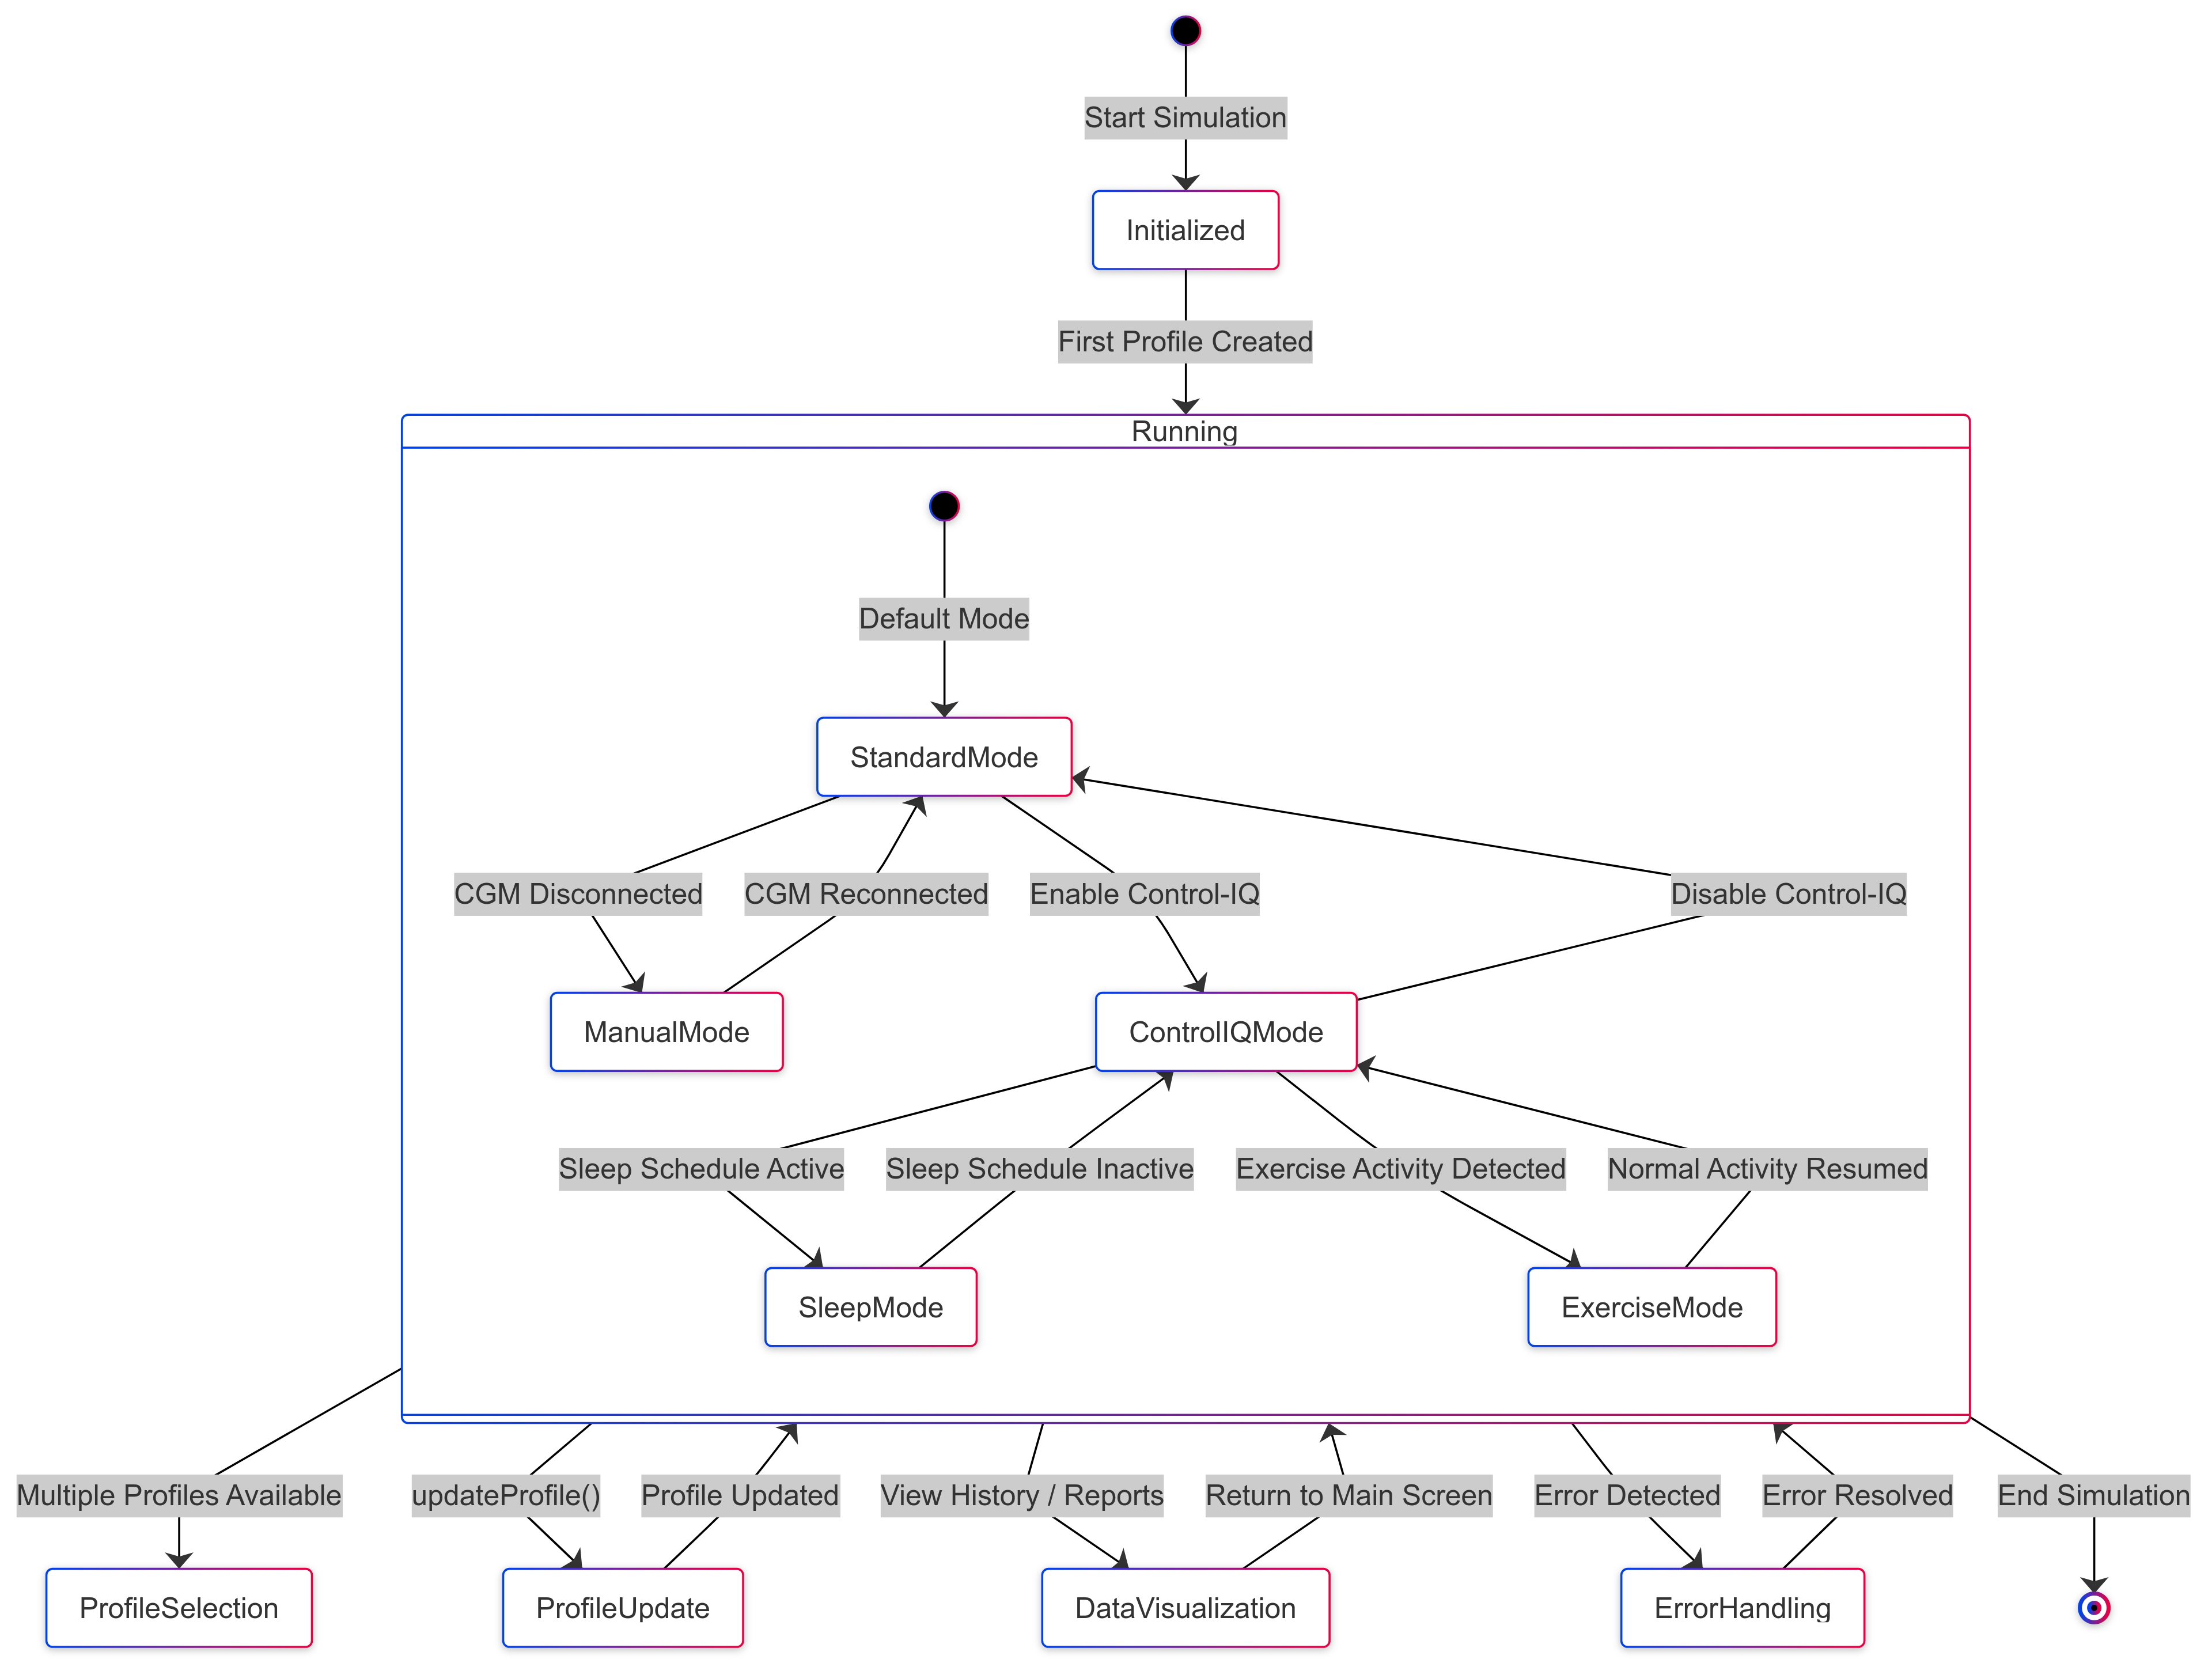 Start Simulation
Initialized
First Profile Created
Running
Default Mode
StandardMode
CGM Disconnected
CGM Reconnected
Enable Control-IQ
Disable Control-IQ
ManualMode
ControlIQMode
Sleep Schedule Active
Sleep Schedule Inactive
Exercise Activity Detected
Normal Activity Resumed
SleepMode
ExerciseMode
Multiple Profiles Available
updateProfile()
Profile Updated
View History / Reports
Return to Main Screen
Error Detected
Error Resolved
End Simulation
ProfileSelection
ProfileUpdate
DataVisualization
ErrorHandling